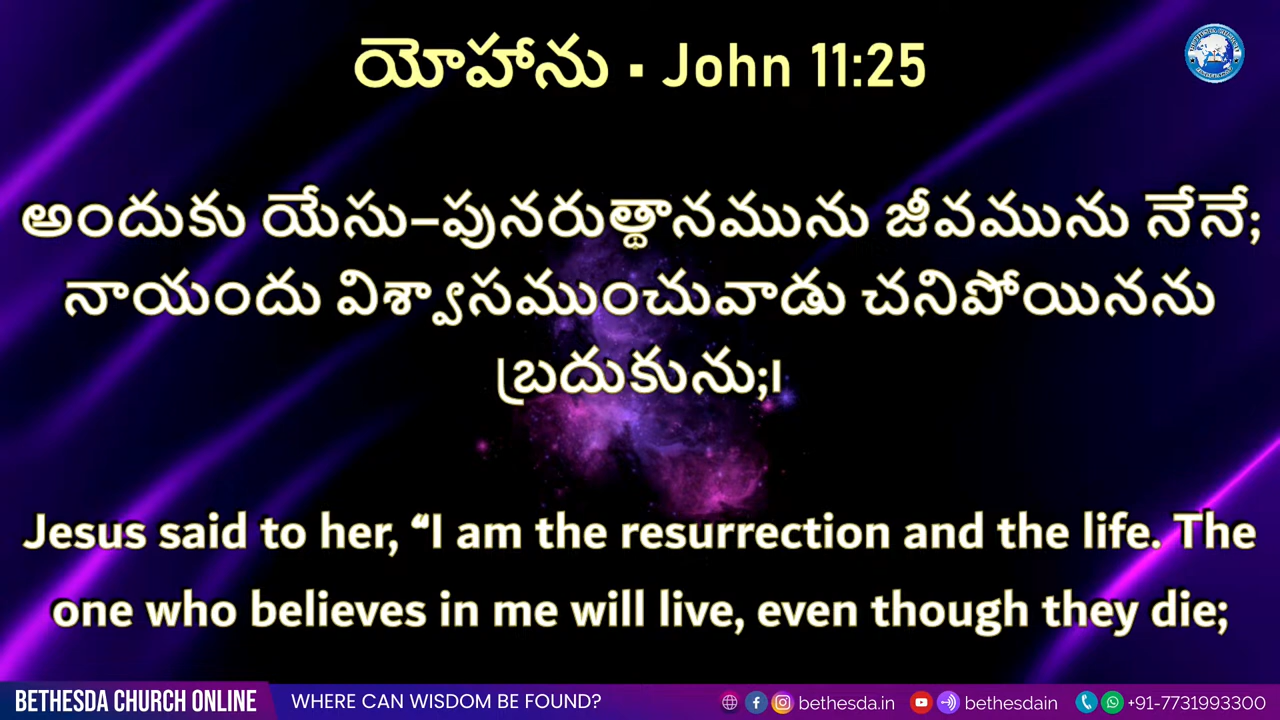 యోహాను ▪ John 11:25
అందుకు యేసు–పునరుత్థానమును జీవమును నేనే;
నాయందు విశ్వాసముంచువాడు చనిపోయినను
బ్రదుకును;।
Jesus said to her, “I am the resurrection and the life. The
one who believes in me will live, even though they die;
BETHESDA CHURCH ONLINE WHERE CAN WISDOM BE FOUND? bethesda.in bethesdain +91-7731993300